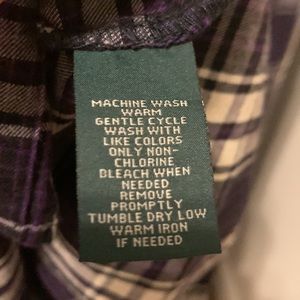 MACHINE WASH
WARM
GENTLE CYCLE
WASH WITH
LIKE COLORS
ONLY NON-
CHLORINE
BLEACH WHEN
NEEDED
REMOVE
PROMPTLY
TUMBLE DRY LOW
WARM IRON
IF NEEDED